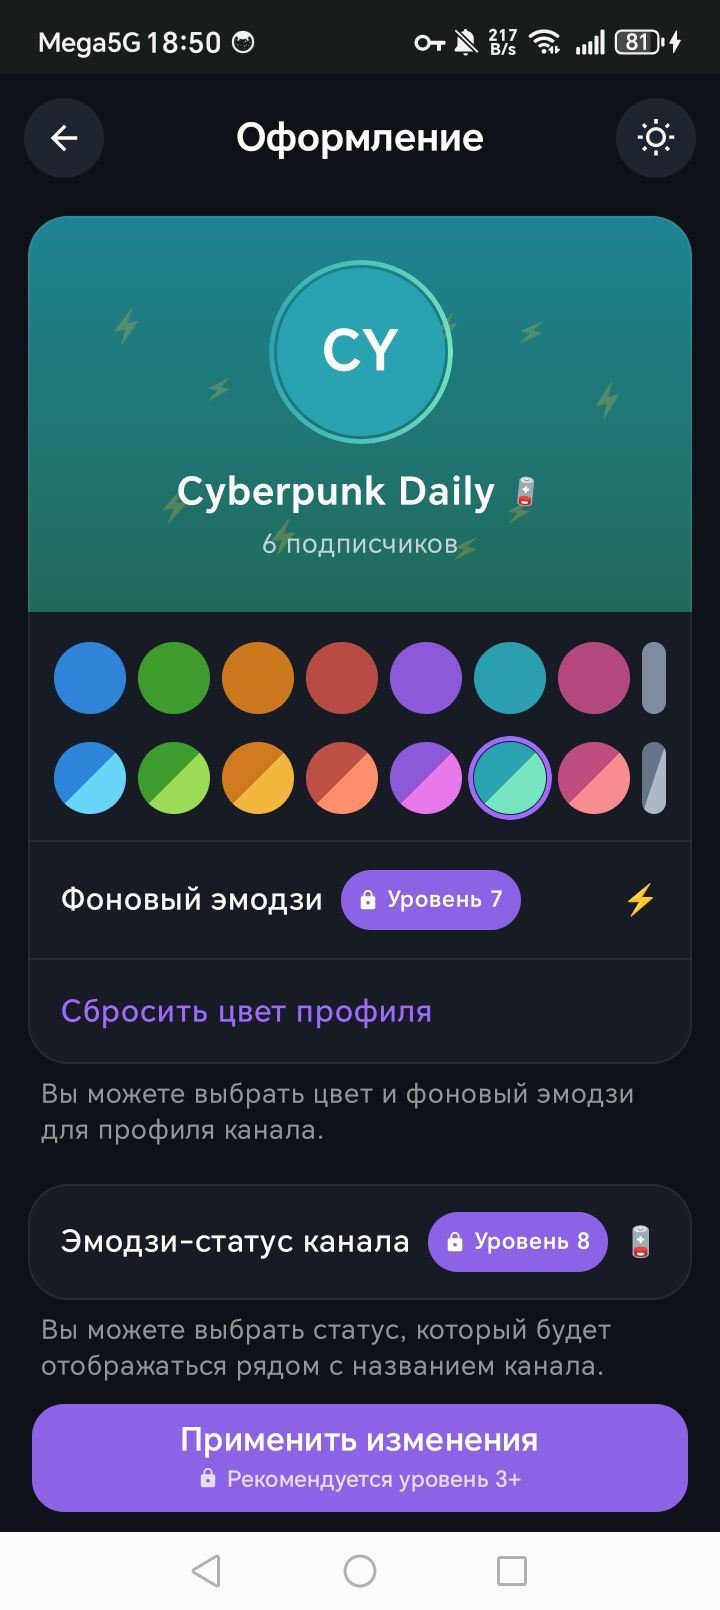 Mega5G 18:50
217 B/s
81
Оформление
CY
Cyberpunk Daily
6 подписчиков
Фоновый эмодзи
Уровень 7
Сбросить цвет профиля
Вы можете выбрать цвет и фоновый эмодзи
для профиля канала.
Эмодзи-статус канала
Уровень 8
Вы можете выбрать статус, который будет
отображаться рядом с названием канала.
Применить изменения
Рекомендуется уровень 3+